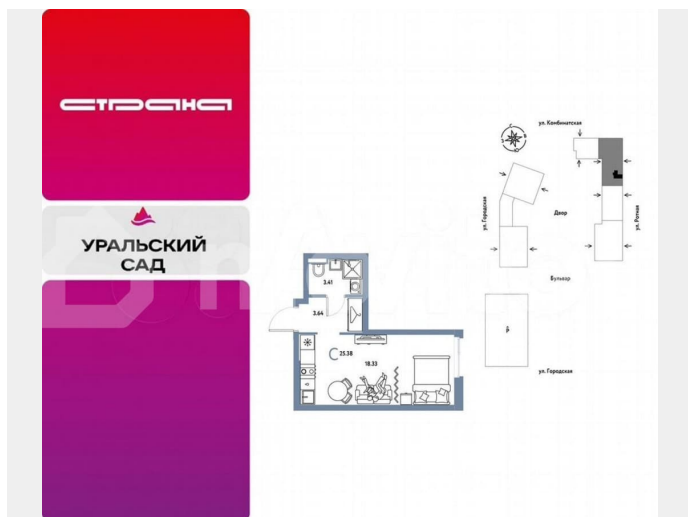 СТРАНА
УРАЛЬСКИЙ
САД
3.41
3.64
С 25.38
18.33
ул. Комбинатская
С
В
Ю
З
ул. Городская
Двор
ул. Ратная
Бульвар
P
ул. Городская